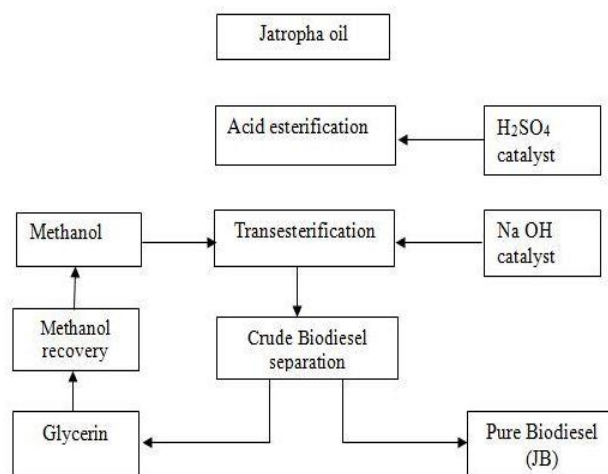 Jatropha oil
Acid esterification
H₂SO₄
catalyst
Methanol
Transesterification
Na OH
catalyst
Methanol
recovery
Crude Biodiesel
separation
Glycerin
Pure Biodiesel
(JB)